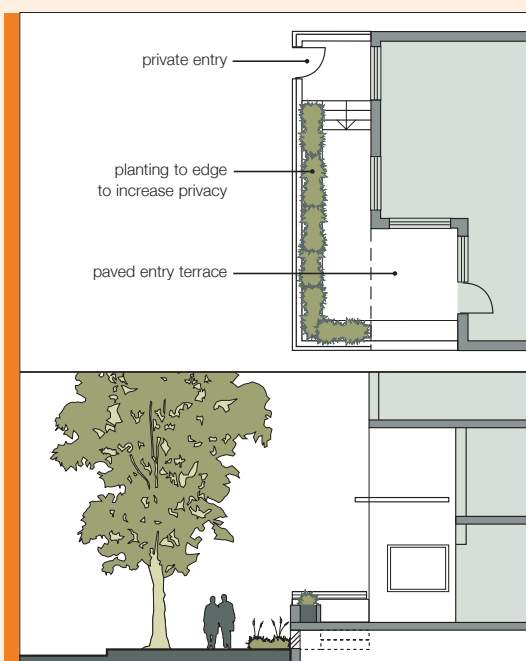 private entry
planting to edge
to increase privacy
paved entry terrace